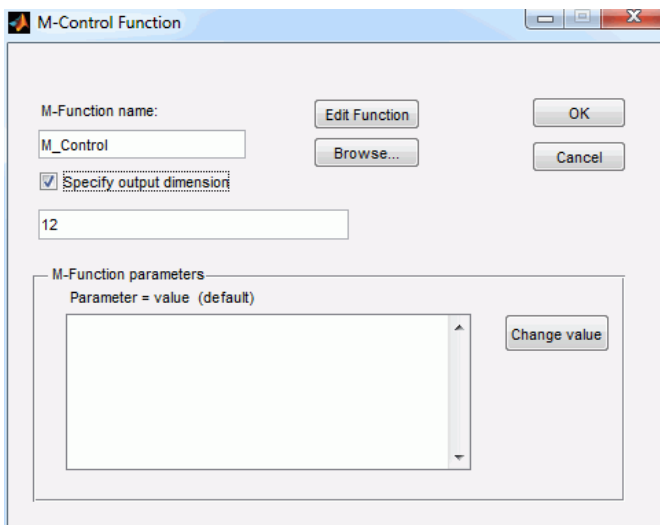 M-Control Function
M-Function name:
Edit Function
OK
M_Control
Browse...
Cancel
Specify output dimension
12
M-Function parameters
Parameter = value (default)
Change value